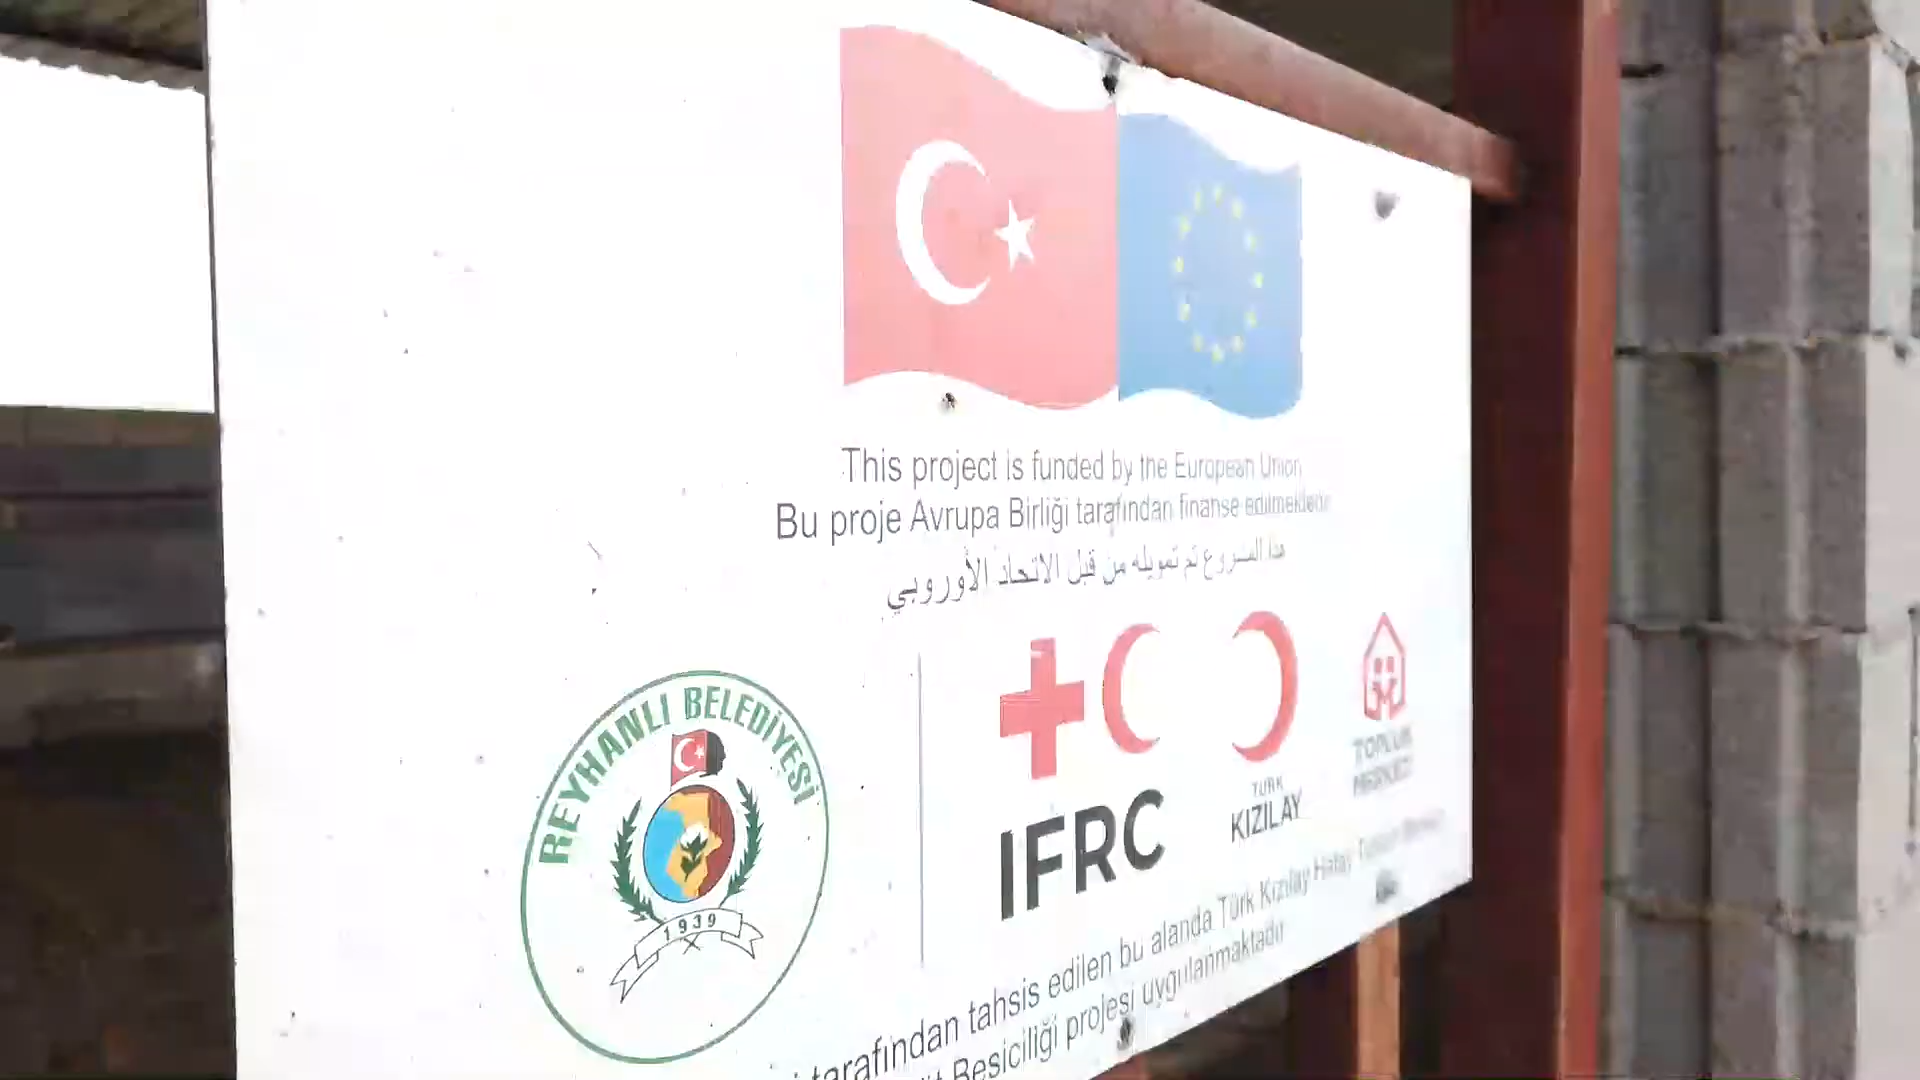 This project is funded by the European Union
Bu proje Avrupa Birliği tarafından finanse edilmektedir
هذا المشروع تم تمويله من قبل الاتحاد الأوروبي
REYHANLI BELEDİYESİ
1939
IFRC
TÜRK
KIZILAY
TOPLUM
MERKEZİ
tarafından tahsis edilen bu alanda Türk Kızılay Hatay Toplum Merkezi
Besiciliği projesi uygulanmaktadır